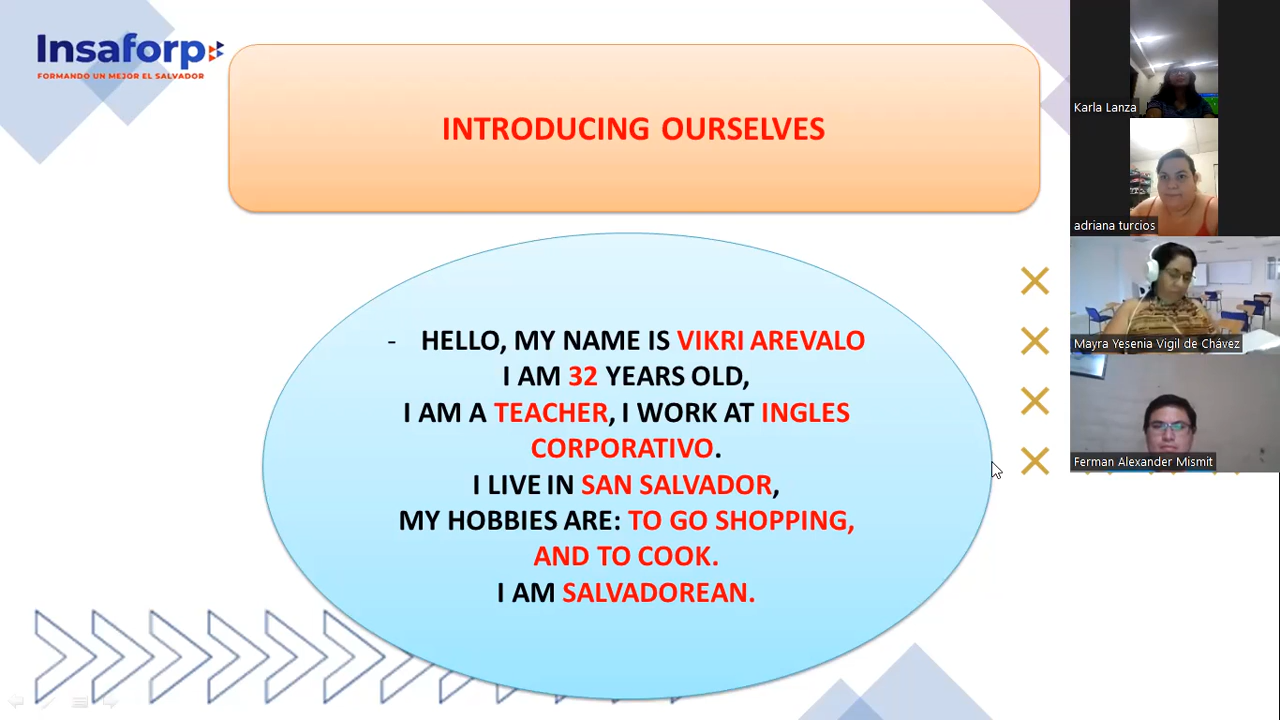 Insaforp
FORMANDO UN MEJOR EL SALVADOR
INTRODUCING OURSELVES
- HELLO, MY NAME IS VIKRI AREVALO
I AM 32 YEARS OLD,
I AM A TEACHER, I WORK AT INGLES
CORPORATIVO.
I LIVE IN SAN SALVADOR,
MY HOBBIES ARE: TO GO SHOPPING,
AND TO COOK.
I AM SALVADOREAN.
Karla Lanza
adriana turcios
Mayra Yesenia Vigil de Chávez
Ferman Alexander Mismit